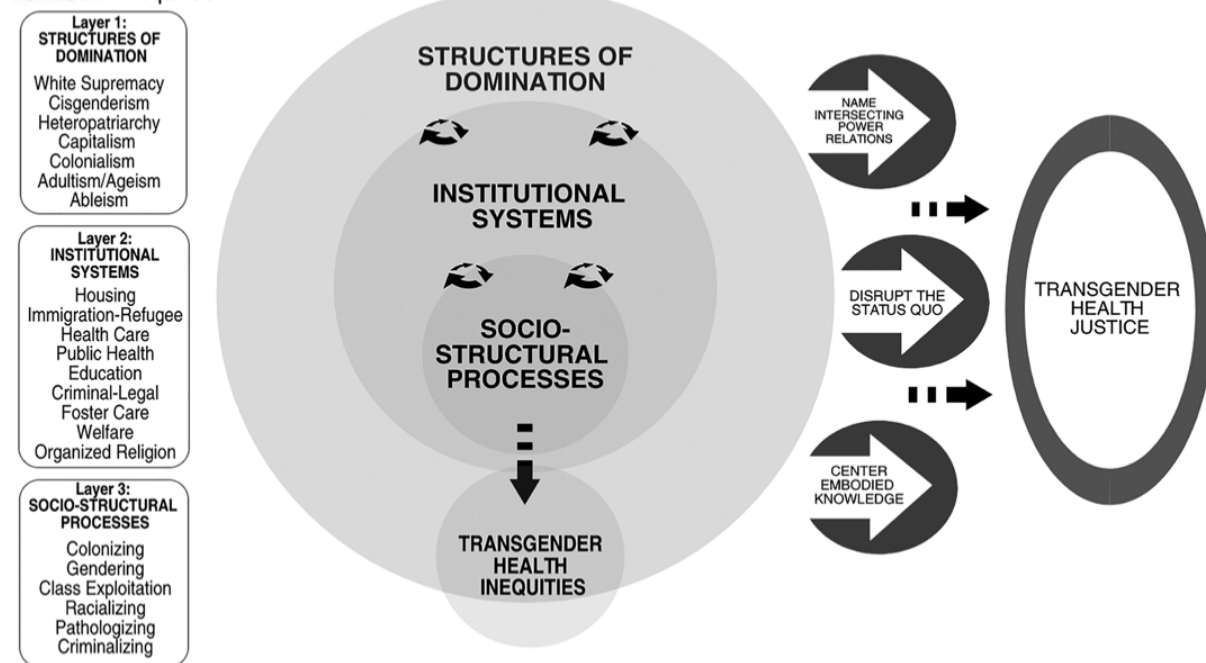 Layer 1:
STRUCTURES OF
DOMINATION
White Supremacy
Cisgenderism
Heteropatriarchy
Capitalism
Colonialism
Adultism/Ageism
Ableism
Layer 2:
INSTITUTIONAL
SYSTEMS
Housing
Immigration-Refugee
Health Care
Public Health
Education
Criminal-Legal
Foster Care
Welfare
Organized Religion
Layer 3:
SOCIO-STRUCTURAL
PROCESSES
Colonizing
Gendering
Class Exploitation
Racializing
Pathologizing
Criminalizing
STRUCTURES OF
DOMINATION
INSTITUTIONAL
SYSTEMS
SOCIO-
STRUCTURAL
PROCESSES
TRANSGENDER
HEALTH
INEQUITIES
NAME
INTERSECTING
POWER
RELATIONS
DISRUPT THE
STATUS QUO
CENTER
EMBODIED
KNOWLEDGE
TRANSGENDER
HEALTH
JUSTICE